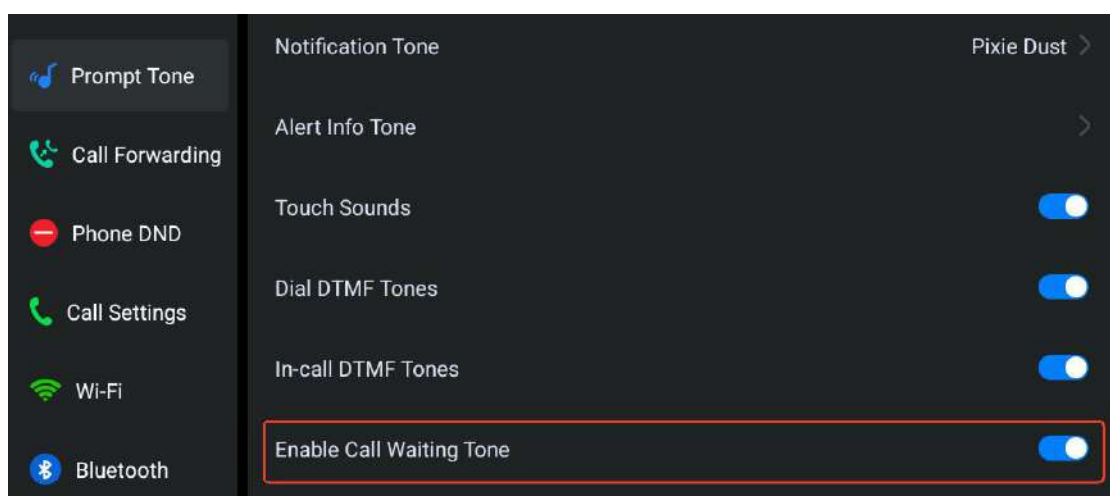 Prompt Tone
Call Forwarding
Phone DND
Call Settings
Wi-Fi
Bluetooth
Notification Tone
Pixie Dust
Alert Info Tone
Touch Sounds
Dial DTMF Tones
In-call DTMF Tones
Enable Call Waiting Tone